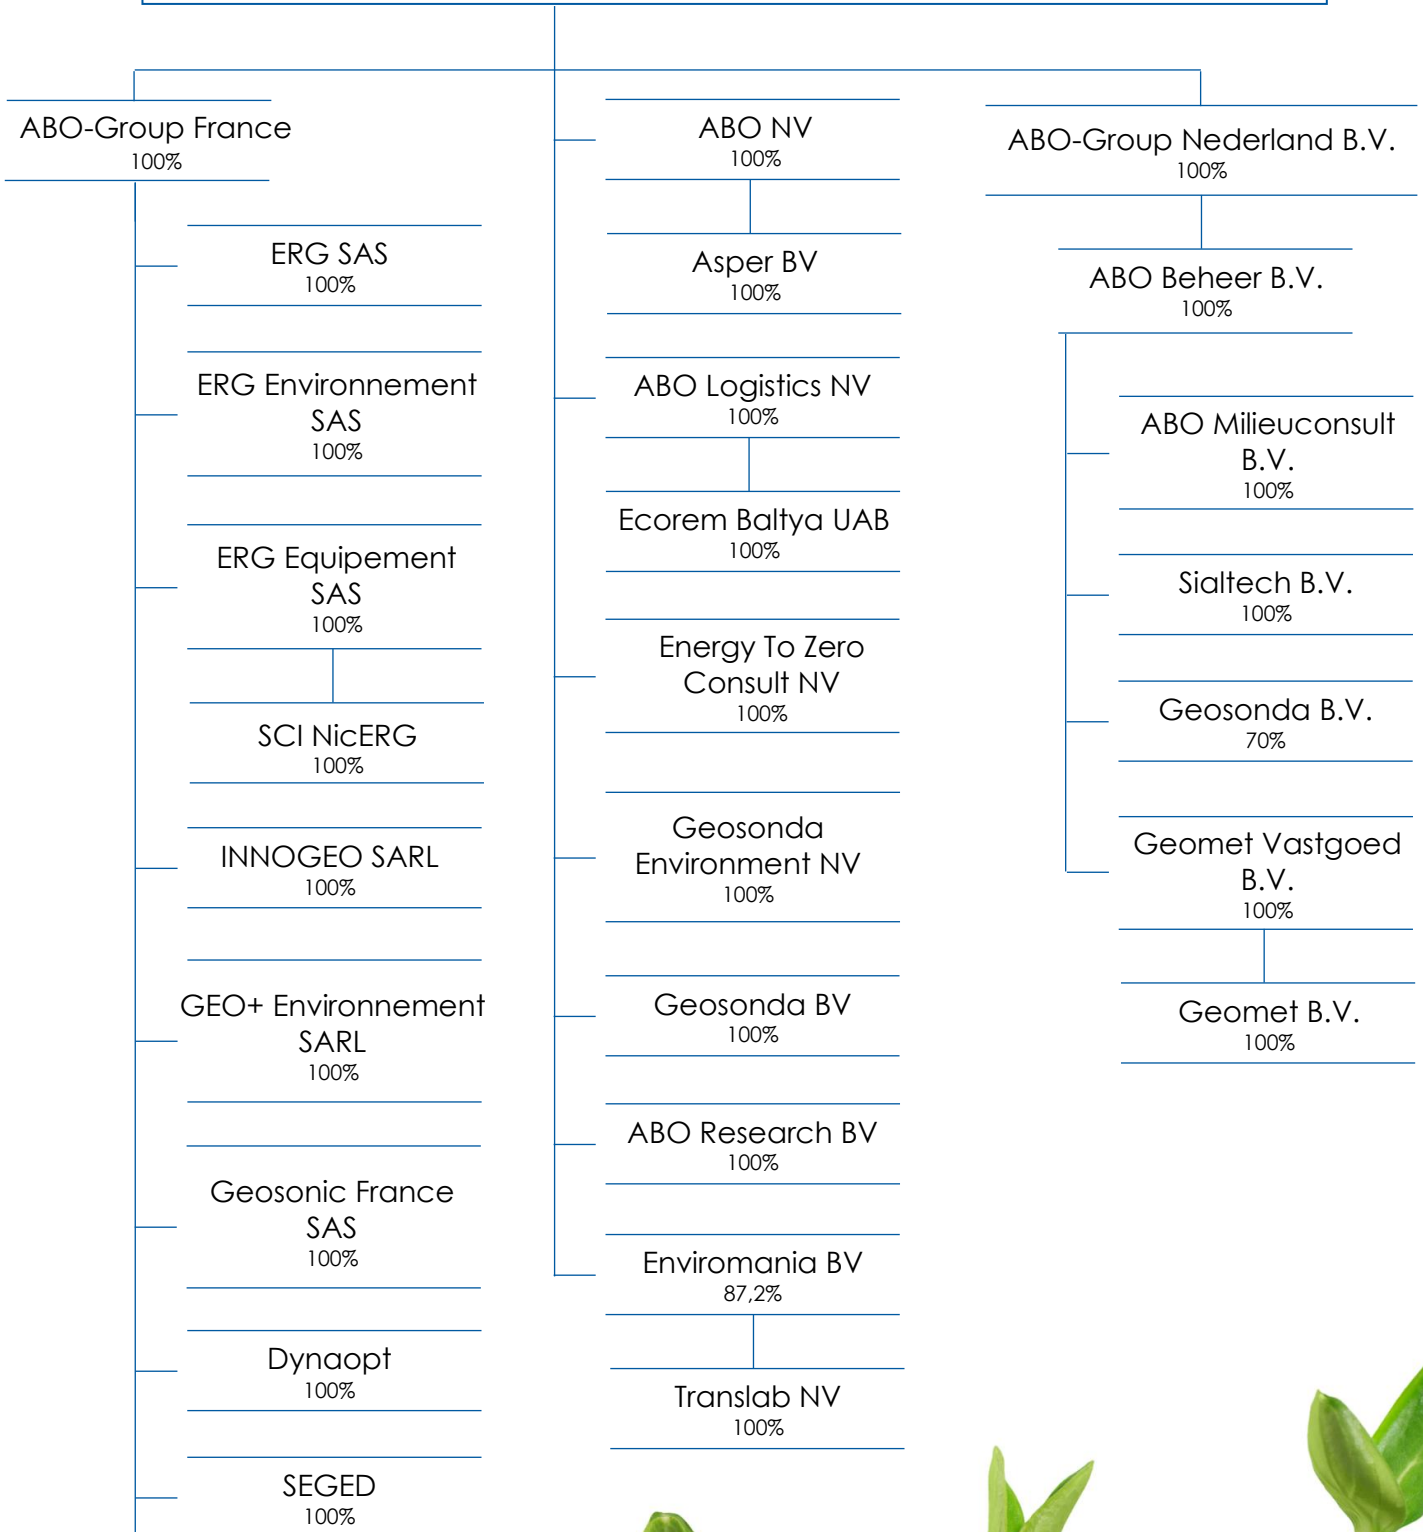 ABO-Group France
100%
ERG SAS
100%
ERG Environnement
SAS
100%
ERG Equipement
SAS
100%
SCI NicERG
100%
INNOGEO SARL
100%
GEO+ Environnement
SARL
100%
Geosonic France
SAS
100%
Dynaopt
100%
SEGED
100%
ABO NV
100%
Asper BV
100%
ABO Logistics NV
100%
Ecorem Baltya UAB
100%
Energy To Zero
Consult NV
100%
Geosonda
Environment NV
100%
Geosonda BV
100%
ABO Research BV
100%
Enviromania BV
87,2%
Translab NV
100%
ABO-Group Nederland B.V.
100%
ABO Beheer B.V.
100%
ABO Milieuconsult
B.V.
100%
Sialtech B.V.
100%
Geosonda B.V.
70%
Geomet Vastgoed
B.V.
100%
Geomet B.V.
100%